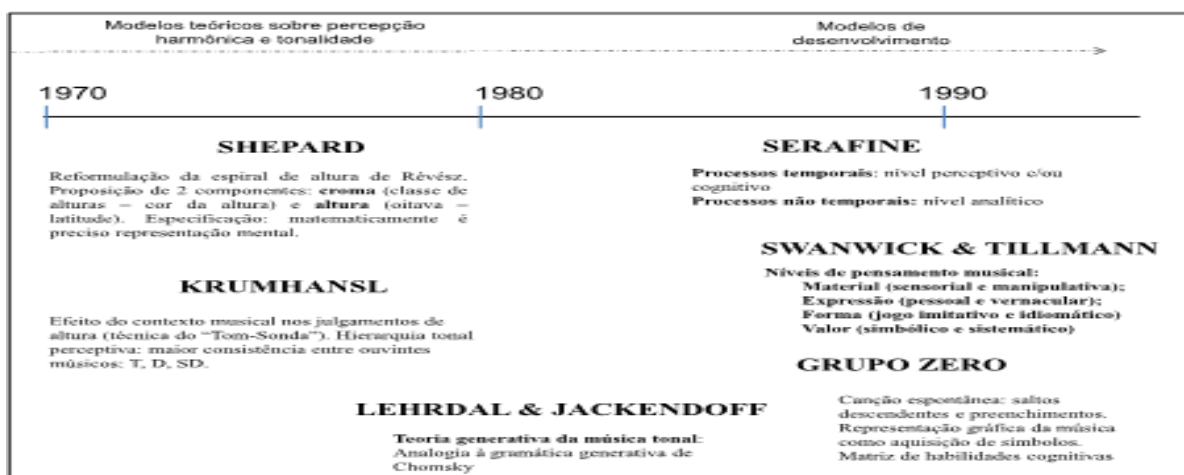 Modelos teóricos sobre percepção
harmônica e tonalidade
Modelos de
desenvolvimento
1970
1980
1990
SHEPARD
Reformulação da espiral de altura de Révész.
Proposição de 2 componentes: croma (classe de
alturas – cor da altura) e altura (oitava –
latitude). Especificação: matematicamente é
preciso representação mental.
KRUMHANSL
Efeito do contexto musical nos julgamentos de
altura (técnica do “Tom-Sonda”). Hierarquia tonal
perceptiva: maior consistência entre ouvintes
músicos: T, D, SD.
LEHRDAL & JACKENDOFF
Teoria generativa da música tonal:
Analogia à gramática generativa de
Chomsky
SERAFINE
Processos temporais: nível perceptivo e/ou
cognitivo
Processos não temporais: nível analítico
SWANWICK & TILLMANN
Níveis de pensamento musical:
Material (sensorial e manipulativa);
Expressão (pessoal e vernacular);
Forma (jogo imitativo e idiomático)
Valor (simbólico e sistemático)
GRUPO ZERO
Canção espontânea: saltos
descendentes e preenchimentos.
Representação gráfica da música
como aquisição de símbolos.
Matriz de habilidades cognitivas